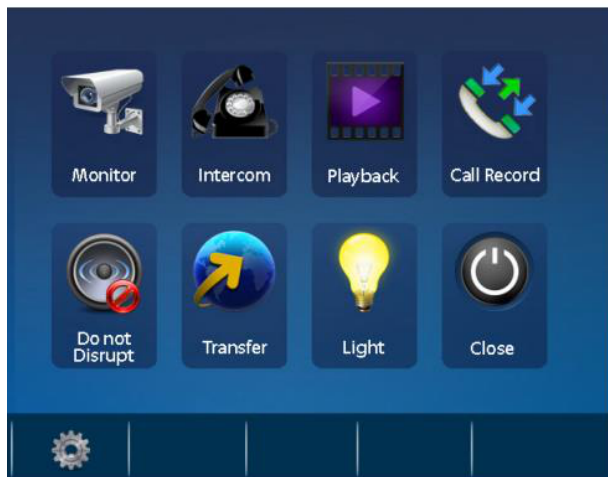 Monitor
Intercom
Playback
Call Record
Do not
Disrupt
Transfer
Light
Close